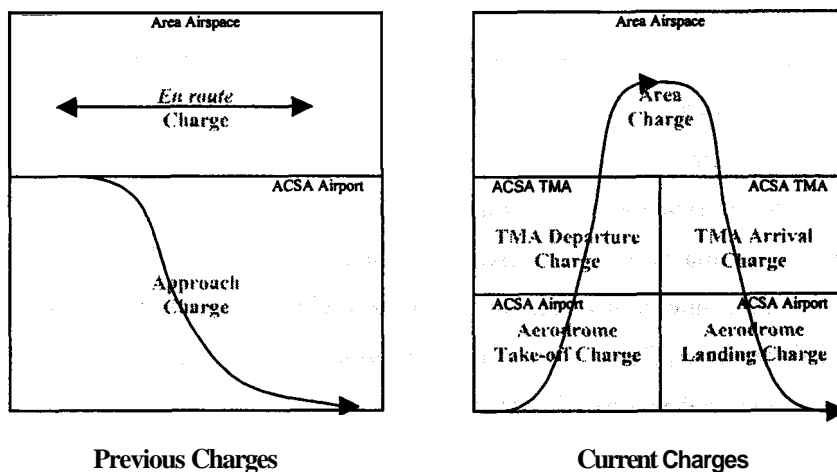 Area Airspace
En route
Charge
ACSA Airport
Approach
Charge
Previous Charges
Area Airspace
Area
Charge
ACSA TMA
ACSA TMA
TMA Departure
Charge
TMA Arrival
Charge
ACSA Airport
ACSA Airport
Aerodrome
Take-off Charge
Aerodrome
Landing Charge
Current Charges